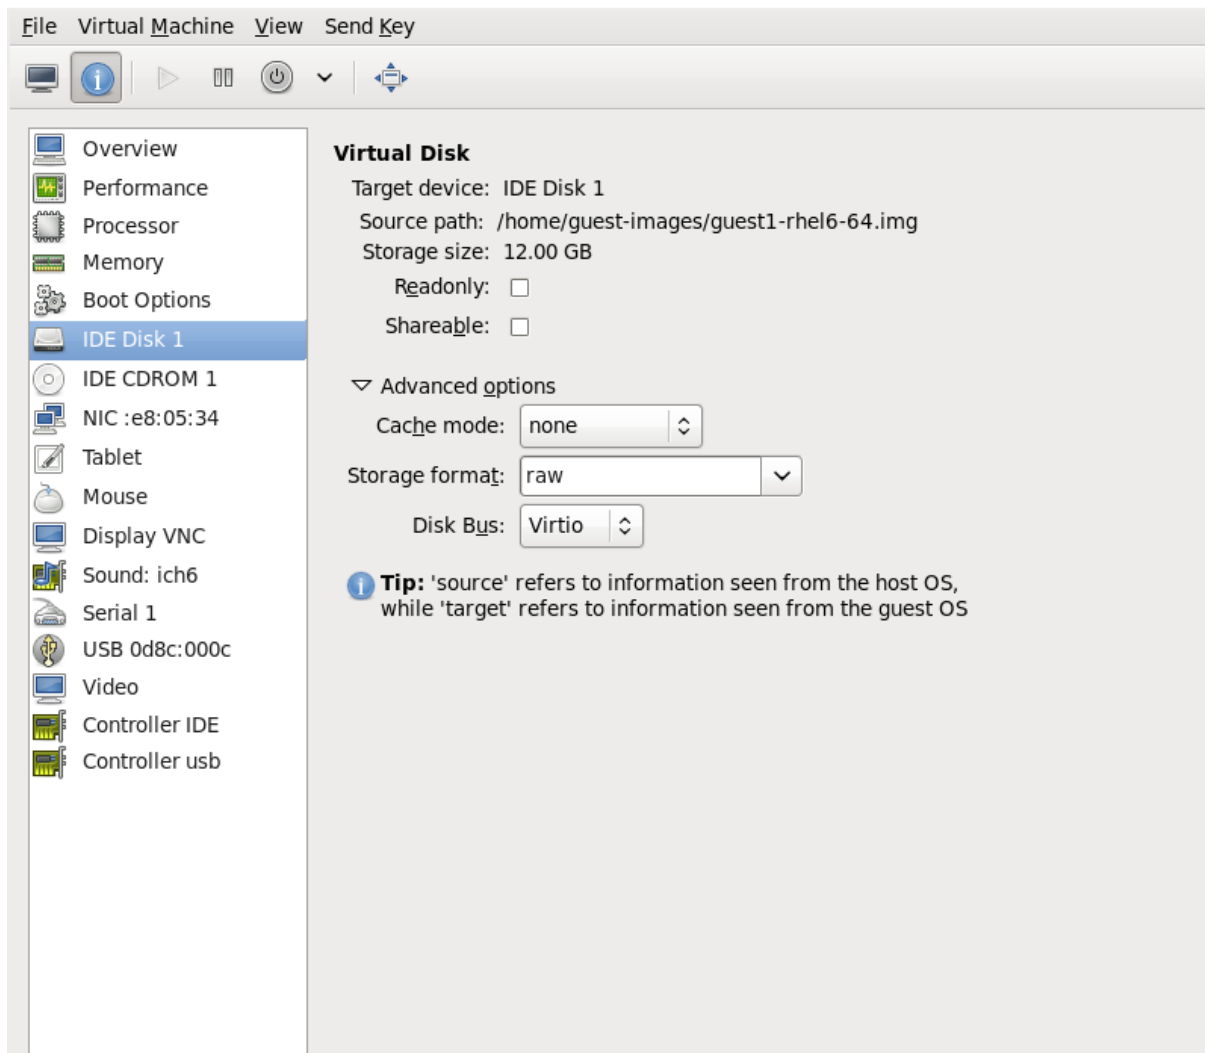 File Virtual Machine View Send Key
Overview
Performance
Processor
Memory
Boot Options
IDE Disk 1
IDE CDROM 1
NIC :e8:05:34
Tablet
Mouse
Display VNC
Sound: ich6
Serial 1
USB 0d8c:000c
Video
Controller IDE
Controller usb
Virtual Disk
Target device: IDE Disk 1
Source path: /home/guest-images/guest1-rhel6-64.img
Storage size: 12.00 GB
Readonly:
Shareable:
Advanced options
Cache mode: none
Storage format: raw
Disk Bus: Virtio
Tip: 'source' refers to information seen from the host OS,
while 'target' refers to information seen from the guest OS